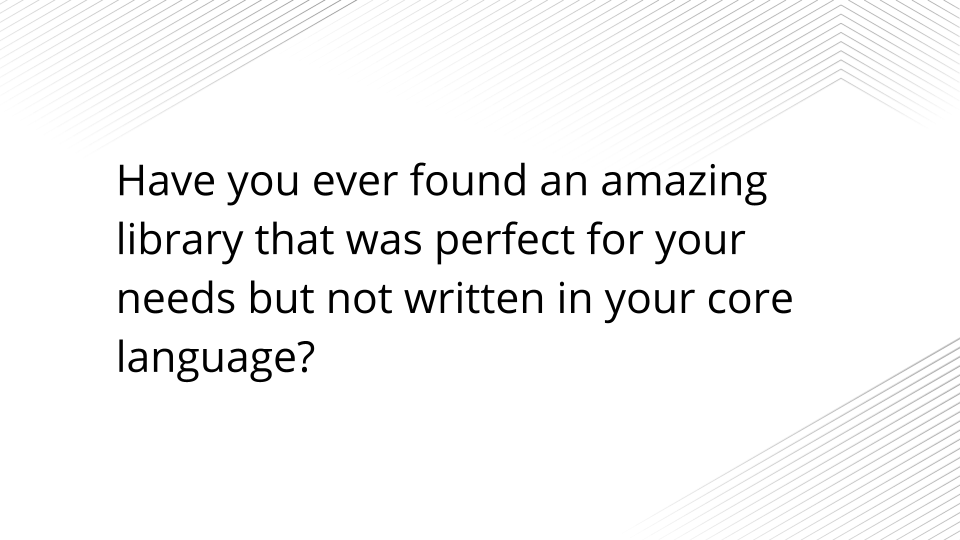 Have you ever found an amazing
library that was perfect for your
needs but not written in your core
language?